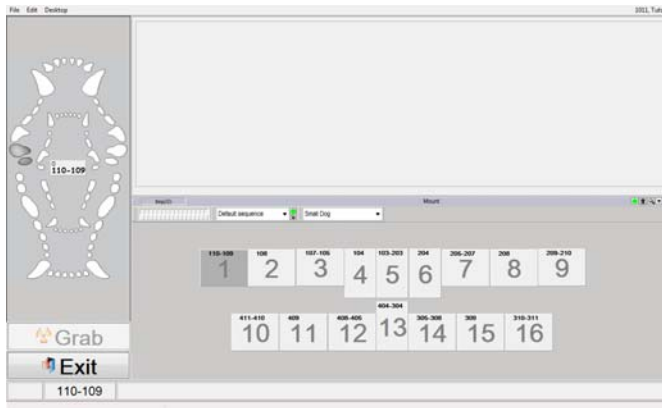 File Edit Desktop
110-109
Mount
Default sequence
Small Dog
110-109 108 107-105 104 103-203 204 205-207 208 209-210
1 2 3 4 5 6 7 8 9
404-304
411-410 409 408-405 305-308 309 310-311
10 11 12 13 14 15 16
Grab
Exit
110-109